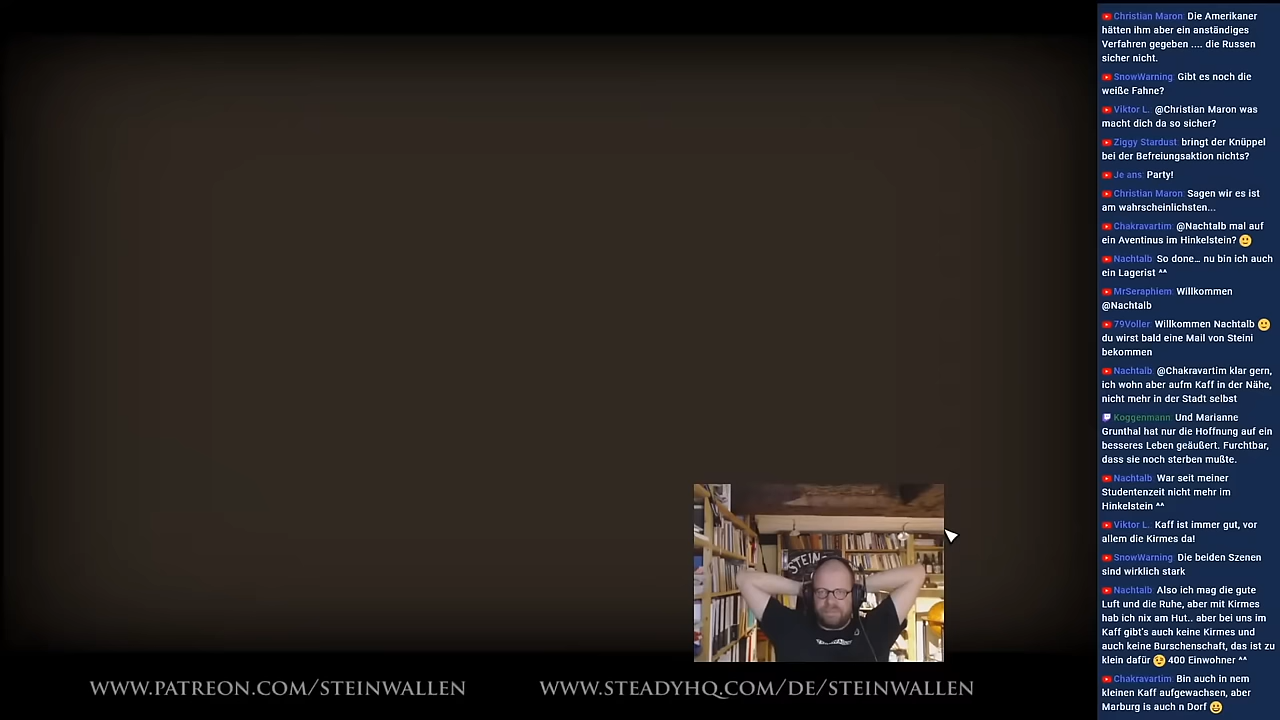 Christian Maron: Die Amerikaner
hätten ihm aber ein anständiges
Verfahren gegeben .... die Russen
sicher nicht.
SnowWarning: Gibt es noch die
weiße Fahne?
Viktor L.: @Christian Maron was
macht dich da so sicher?
Ziggy Stardust: bringt der Knüppel
bei der Befreiungsaktion nichts?
Je ans: Party!
Christian Maron: Sagen wir es ist
am wahrscheinlichsten...
Chakravartim: @Nachtalb mal auf
ein Aventinus im Hinkelstein? 🙂
Nachtalb: So done… nu bin ich auch
ein Lagerist ^^
MrSeraphiem: Willkommen
@Nachtalb
79Voller: Willkommen Nachtalb 🙂
du wirst bald eine Mail von Steini
bekommen
Nachtalb: @Chakravartim klar gern,
ich wohn aber aufm Kaff in der Nähe,
nicht mehr in der Stadt selbst
Koggenmann: Und Marianne
Grunthal hat nur die Hoffnung auf ein
besseres Leben geäußert. Furchtbar,
dass sie noch sterben mußte.
Nachtalb: War seit meiner
Studentenzeit nicht mehr im
Hinkelstein ^^
Viktor L.: Kaff ist immer gut, vor
allem die Kirmes da!
SnowWarning: Die beiden Szenen
sind wirklich stark
Nachtalb: Also ich mag die gute
Luft und die Ruhe, aber mit Kirmes
hab ich nix am Hut.. aber bei uns im
Kaff gibt's auch keine Kirmes und
auch keine Burschenschaft, das ist zu
klein dafür 😉 400 Einwohner ^^
Chakravartim: Bin auch in nem
kleinen Kaff aufgewachsen, aber
Marburg is auch n Dorf 😀
WWW.PATREON.COM/STEINWALLEN
WWW.STEADYHQ.COM/DE/STEINWALLEN